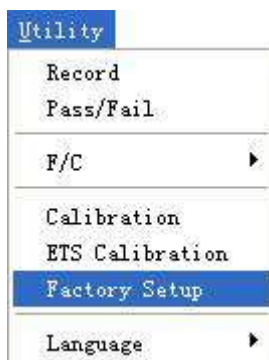 Utility
Record
Pass/Fail
F/C
Calibration
ETS Calibration
Factory Setup
Language